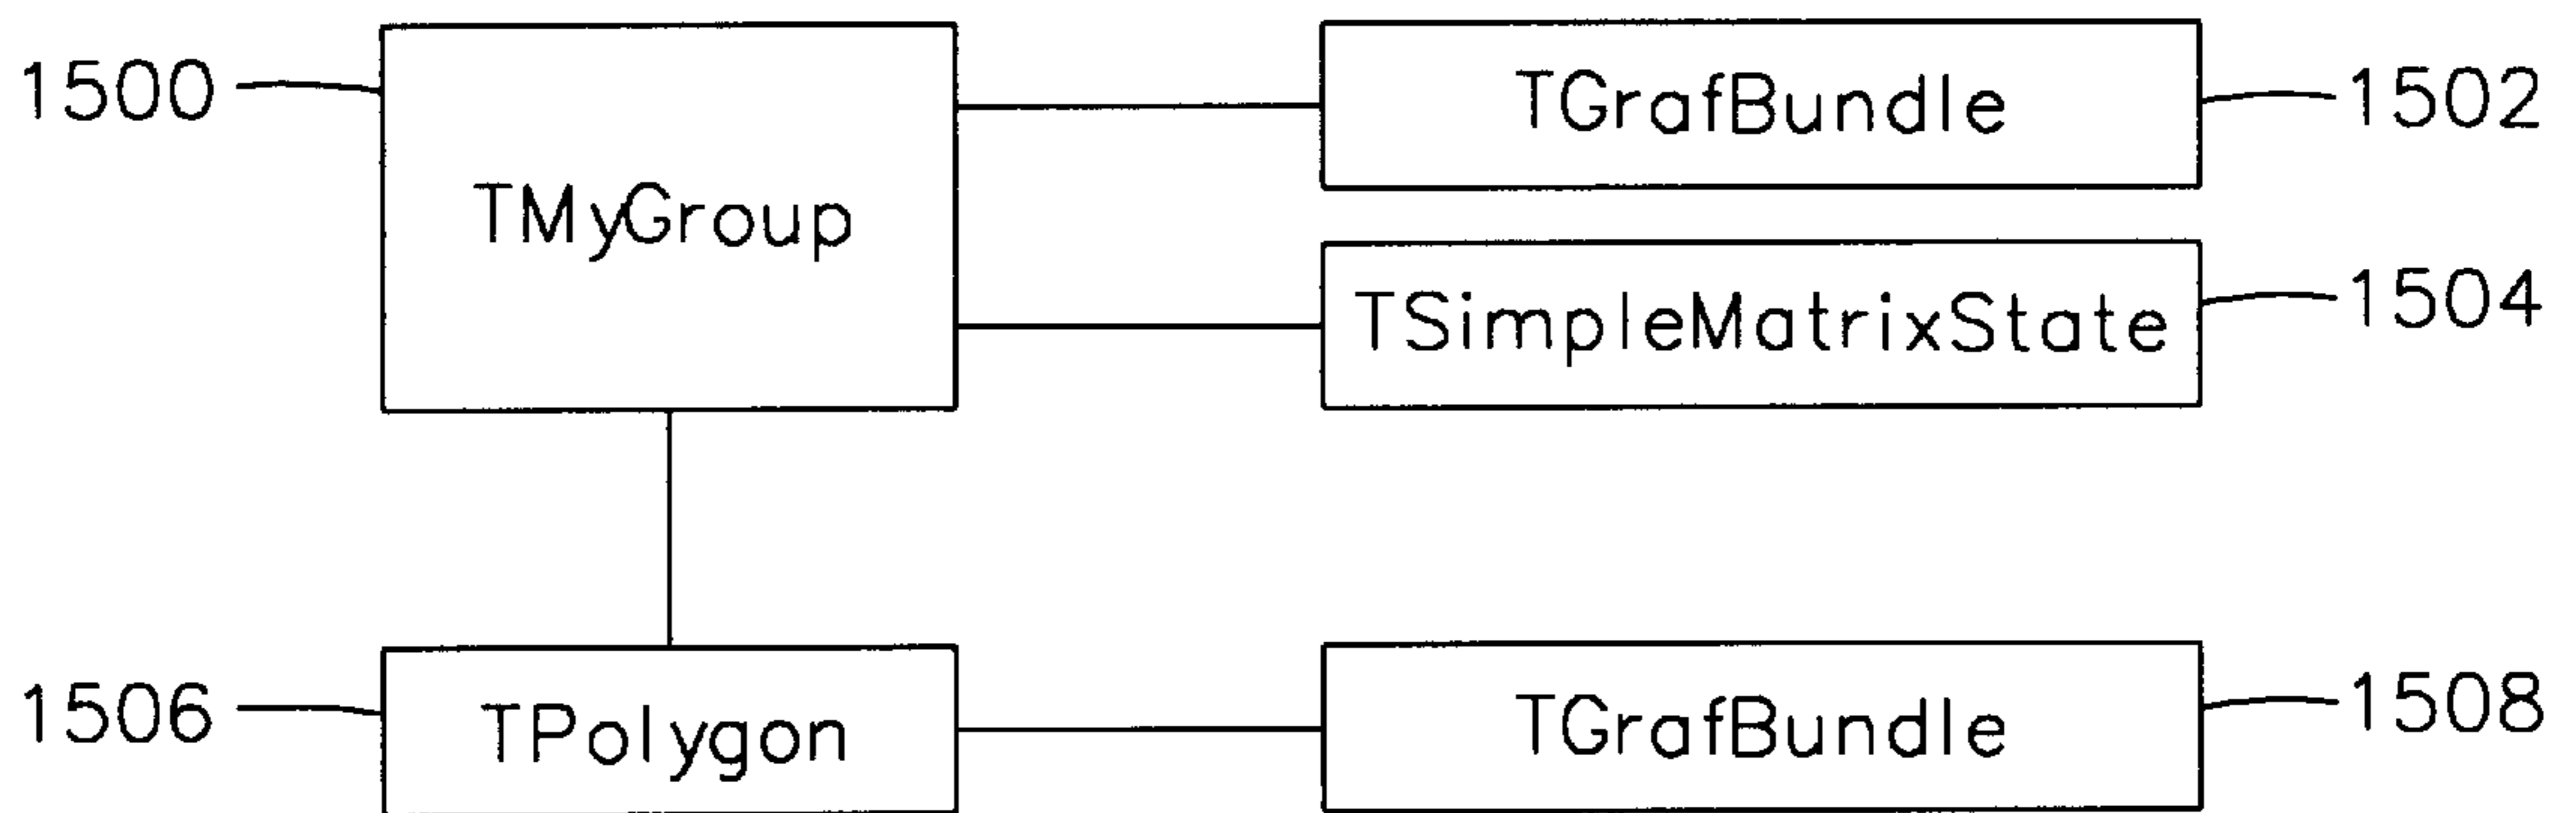 1500 TMyGroup TGrafBundle 1502
TSimpleMatrixState 1504
1506 TPolygon TGrafBundle 1508